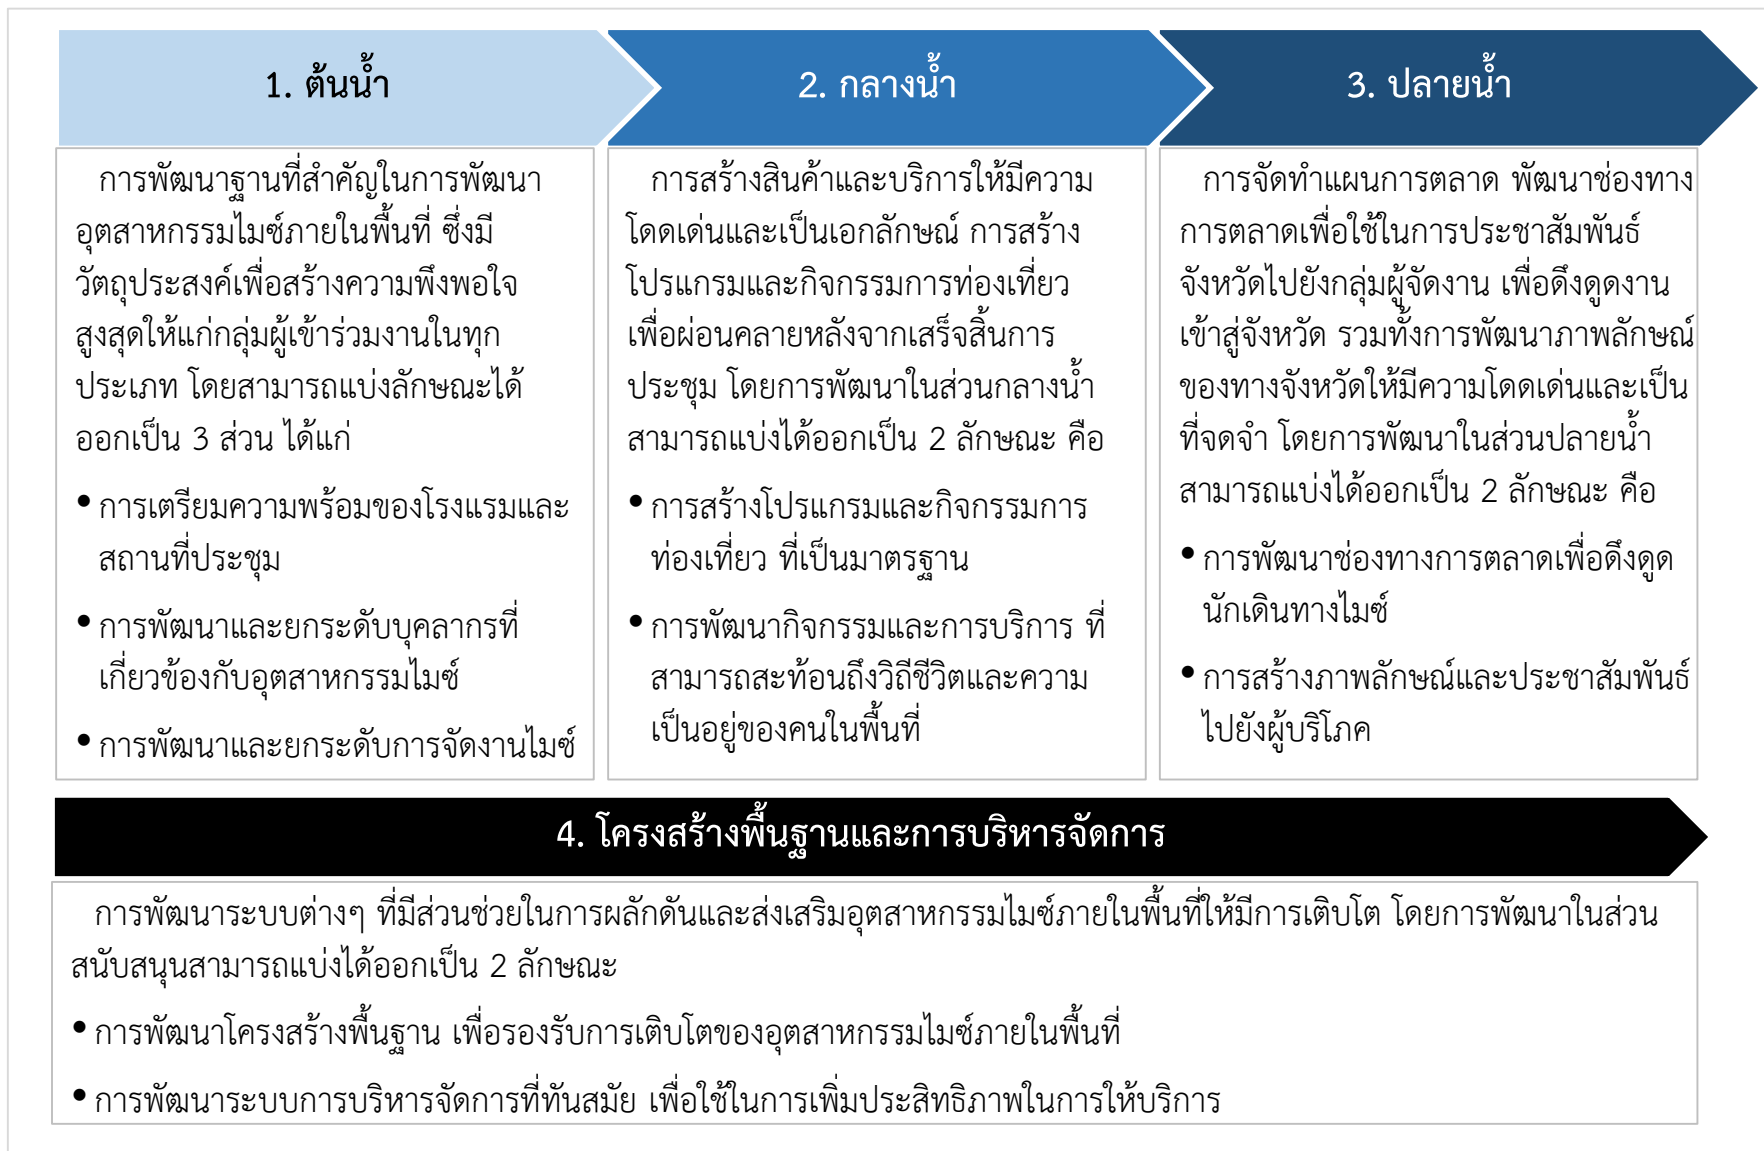 1. ต้นน้ำ
การพัฒนาฐานที่สำคัญในการพัฒนา
อุตสาหกรรมไมซ์ภายในพื้นที่ ซึ่งมี
วัตถุประสงค์เพื่อสร้างความพึงพอใจ
สูงสุดให้แก่กลุ่มผู้เข้าร่วมงานในทุก
ประเภท โดยสามารถแบ่งลักษณะได้
ออกเป็น 3 ส่วน ได้แก่
•การเตรียมความพร้อมของโรงแรมและ
สถานที่ประชุม
•การพัฒนาและยกระดับบุคลากรที่
เกี่ยวข้องกับอุตสาหกรรมไมซ์
•การพัฒนาและยกระดับการจัดงานไมซ์
2. กลางน้ำ
การสร้างสินค้าและบริการให้มีความ
โดดเด่นและเป็นเอกลักษณ์ การสร้าง
โปรแกรมและกิจกรรมการท่องเที่ยว
เพื่อผ่อนคลายหลังจากเสร็จสิ้นการ
ประชุม โดยการพัฒนาในส่วนกลางน้ำ
สามารถแบ่งได้ออกเป็น 2 ลักษณะ คือ
•การสร้างโปรแกรมและกิจกรรมการ
ท่องเที่ยว ที่เป็นมาตรฐาน
•การพัฒนากิจกรรมและการบริการ ที่
สามารถสะท้อนถึงวิถีชีวิตและความ
เป็นอยู่ของคนในพื้นที่
3. ปลายน้ำ
การจัดทำแผนการตลาด พัฒนาช่องทาง
การตลาดเพื่อใช้ในการประชาสัมพันธ์
จังหวัดไปยังกลุ่มผู้จัดงาน เพื่อดึงดูดงาน
เข้าสู่จังหวัด รวมทั้งการพัฒนาภาพลักษณ์
ของทางจังหวัดให้มีความโดดเด่นและเป็น
ที่จดจำ โดยการพัฒนาในส่วนปลายน้ำ
สามารถแบ่งได้ออกเป็น 2 ลักษณะ คือ
•การพัฒนาช่องทางการตลาดเพื่อดึงดูด
นักเดินทางไมซ์
•การสร้างภาพลักษณ์และประชาสัมพันธ์
ไปยังผู้บริโภค
4. โครงสร้างพื้นฐานและการบริหารจัดการ
การพัฒนาระบบต่างๆ ที่มีส่วนช่วยในการผลักดันและส่งเสริมอุตสาหกรรมไมซ์ภายในพื้นที่ให้มีการเติบโต โดยการพัฒนาในส่วน
สนับสนุนสามารถแบ่งได้ออกเป็น 2 ลักษณะ
•การพัฒนาโครงสร้างพื้นฐาน เพื่อรองรับการเติบโตของอุตสาหกรรมไมซ์ภายในพื้นที่
•การพัฒนาระบบการบริหารจัดการที่ทันสมัย เพื่อใช้ในการเพิ่มประสิทธิภาพในการให้บริการ